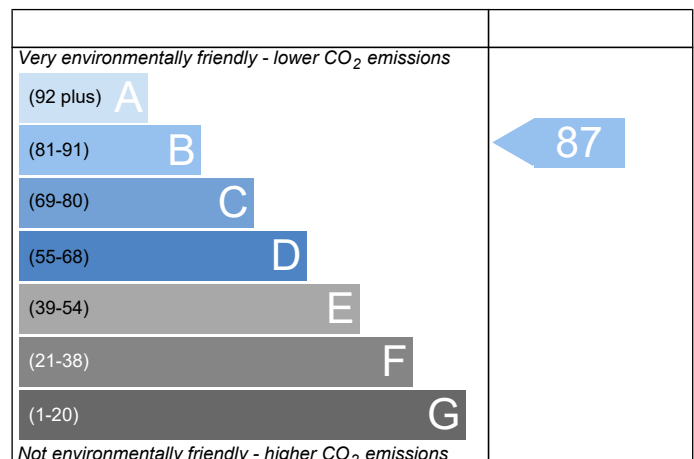 Very environmentally friendly - lower CO2 emissions
(92 plus) A
(81-91) B
87
(69-80) C
(55-68) D
(39-54) E
(21-38) F
(1-20) G
Not environmentally friendly - higher CO2 emissions